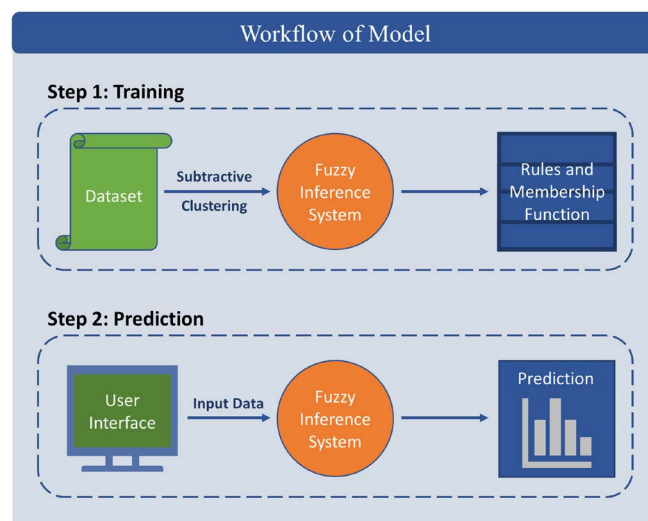 Workflow of Model
Step 1: Training
Dataset
Subtractive
Clustering
Fuzzy
Inference
System
Rules and
Membership
Function
Step 2: Prediction
User
Interface
Input Data
Fuzzy
Inference
System
Prediction